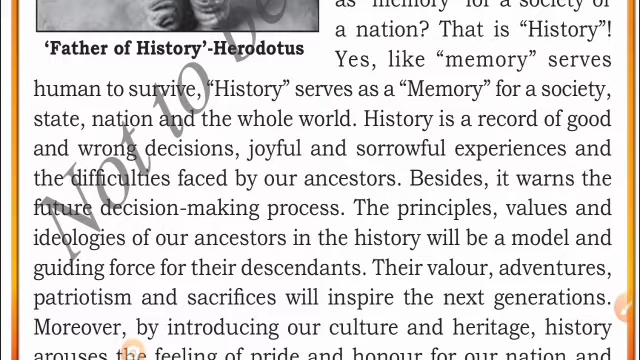 as "memory" for a society or
a nation? That is "History"!
'Father of History'-Herodotus
Yes, like "memory" serves
human to survive, "History" serves as a "Memory" for a society,
state, nation and the whole world. History is a record of good
and wrong decisions, joyful and sorrowful experiences and
the difficulties faced by our ancestors. Besides, it warns the
future decision-making process. The principles, values and
ideologies of our ancestors in the history will be a model and
guiding force for their descendants. Their valour, adventures,
patriotism and sacrifices will inspire the next generations.
Moreover, by introducing our culture and heritage, history
arouses the feeling of pride and honour for our nation and
Not to be